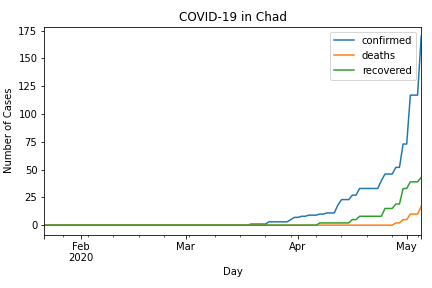 COVID-19 in Chad
175
150
125
100
75
50
25
0
Number of Cases
confirmed
deaths
recovered
Feb
2020
Mar
Apr
May
Day